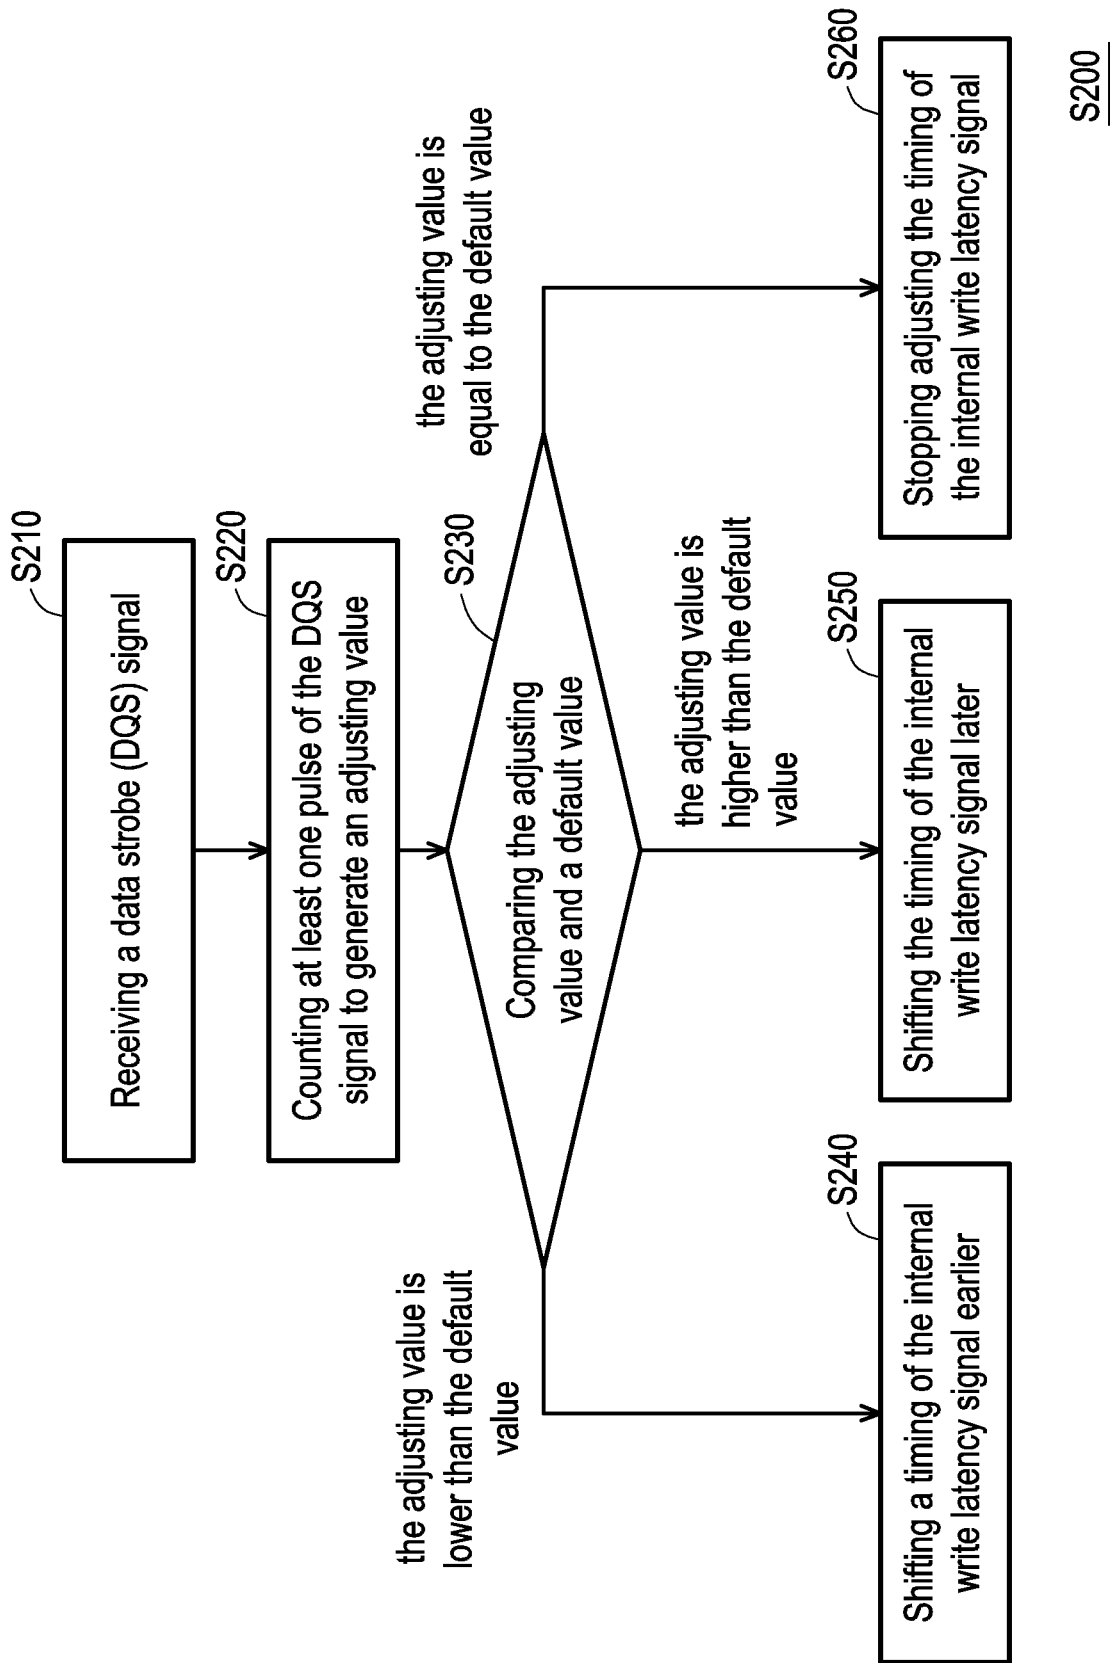 S210
Receiving a data strobe (DQS) signal
S220
Counting at least one pulse of the DQS
signal to generate an adjusting value
S230
Comparing the adjusting
value and a default value
the adjusting value is
lower than the default
value
the adjusting value is
higher than the default
value
the adjusting value is
equal to the default value
S240
Shifting a timing of the internal
write latency signal earlier
S250
Shifting the timing of the internal
write latency signal later
S260
Stopping adjusting the timing of
the internal write latency signal
S200